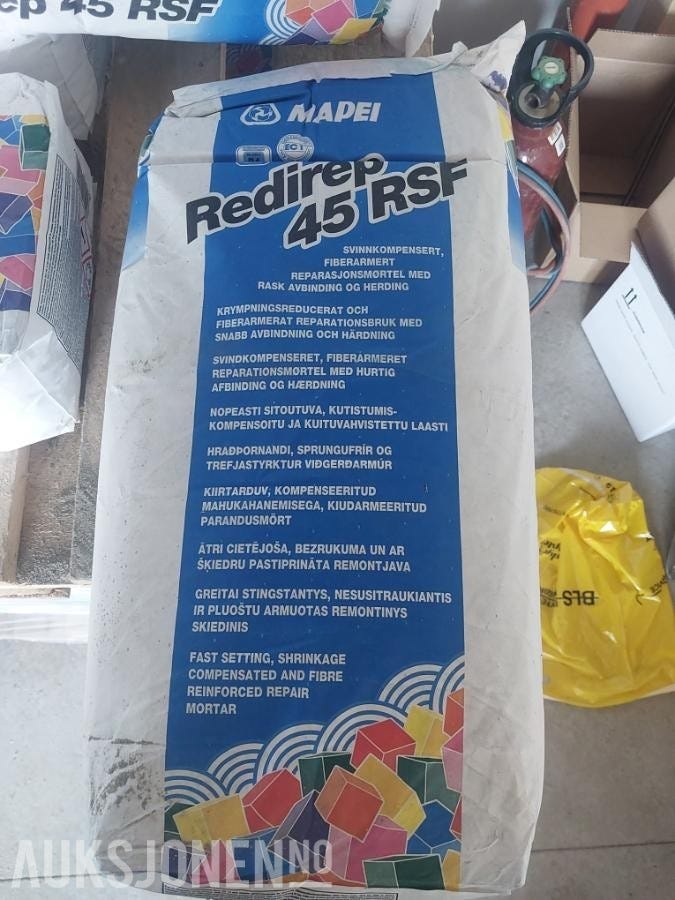 ep 45 RSF
MAPEI
EC1
Redirep
45 RSF
SVINNKOMPENSERT,
FIBERARMERT
REPARASJONSMØRTEL MED
RASK AVBINDING OG HERDING
KRYMPNINGSREDUCERAT OCH
FIBERARMERAT REPARATIONSBRUK MED
SNABB AVBINDNING OCH HÄRDNING
SVINDKOMPENSERET, FIBERARMERET
REPARATIONSMØRTEL MED HURTIG
AFBINDING OG HÆRDNING
NOPEASTI SITOUTUVA, KUTISTUMIS-
KOMPENSOITU JA KUITUVAHVISTETTU LAASTI
HRAÐÞORNANDI, SPRUNGUFRÍR OG
TREFJASTYRKTUR VIÐGERÐARMÚR
KIIRTARDUV, KOMPENSEERITUD
MAHUKAHANEMISEGA, KIUDARMEERITUD
PARANDUSMÖRT
ĀTRI CIETĒJOŠA, BEZRUKUMA UN AR
ŠĶIEDRU PASTIPRINĀTA REMONTJAVA
GREITAI STINGSTANTYS, NESUSITRAUKIANTIS
IR PLUOŠTU ARMUOTAS REMONTINYS
SKIEDINIS
FAST SETTING, SHRINKAGE
COMPENSATED AND FIBRE
REINFORCED REPAIR
MORTAR
11
BLS
AUKSJONEN.NO